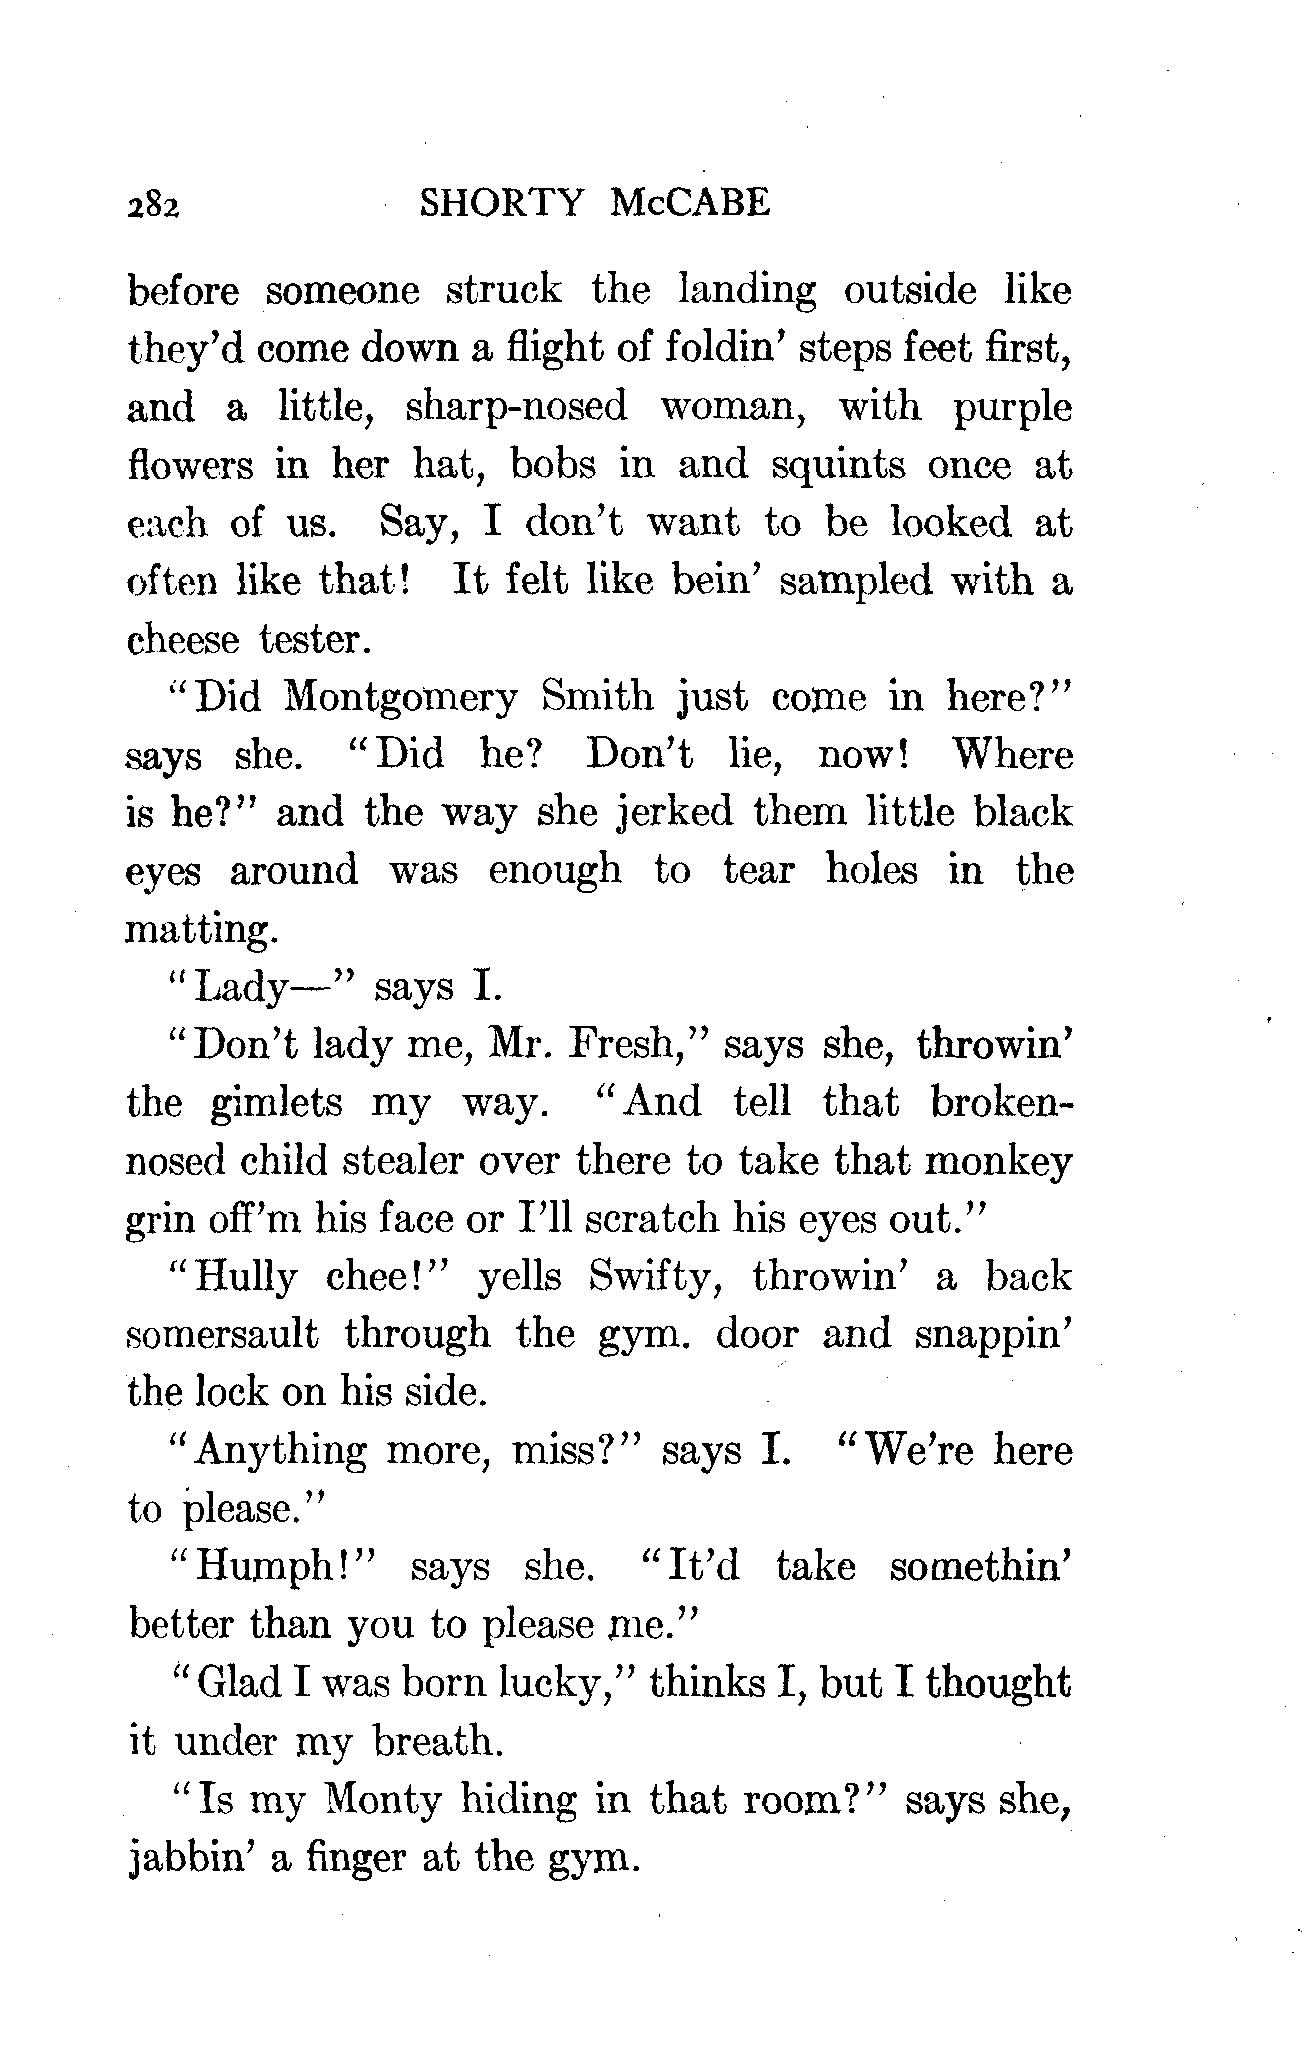 282 SHORTY McCABE
before someone struck the landing outside like
they'd come down a flight of foldin' steps feet first,
and a little, sharp-nosed woman, with purple
flowers in her hat, bobs in and squints once at
each of us. Say, I don't want to be looked at
often like that! It felt like bein' sampled with a
cheese tester.
"Did Montgomery Smith just come in here?"
says she. "Did he? Don't lie, now! Where
is he?" and the way she jerked them little black
eyes around was enough to tear holes in the
matting.
"Lady—" says I.
"Don't lady me, Mr. Fresh," says she, throwin'
the gimlets my way. "And tell that broken-
nosed child stealer over there to take that monkey
grin off'm his face or I'll scratch his eyes out."
"Hully chee!" yells Swifty, throwin' a back
somersault through the gym. door and snappin'
the lock on his side.
"Anything more, miss?" says I. "We're here
to please."
"Humph!" says she. "It'd take somethin'
better than you to please me."
"Glad I was born lucky," thinks I, but I thought
it under my breath.
"Is my Monty hiding in that room?" says she,
jabbin' a finger at the gym.